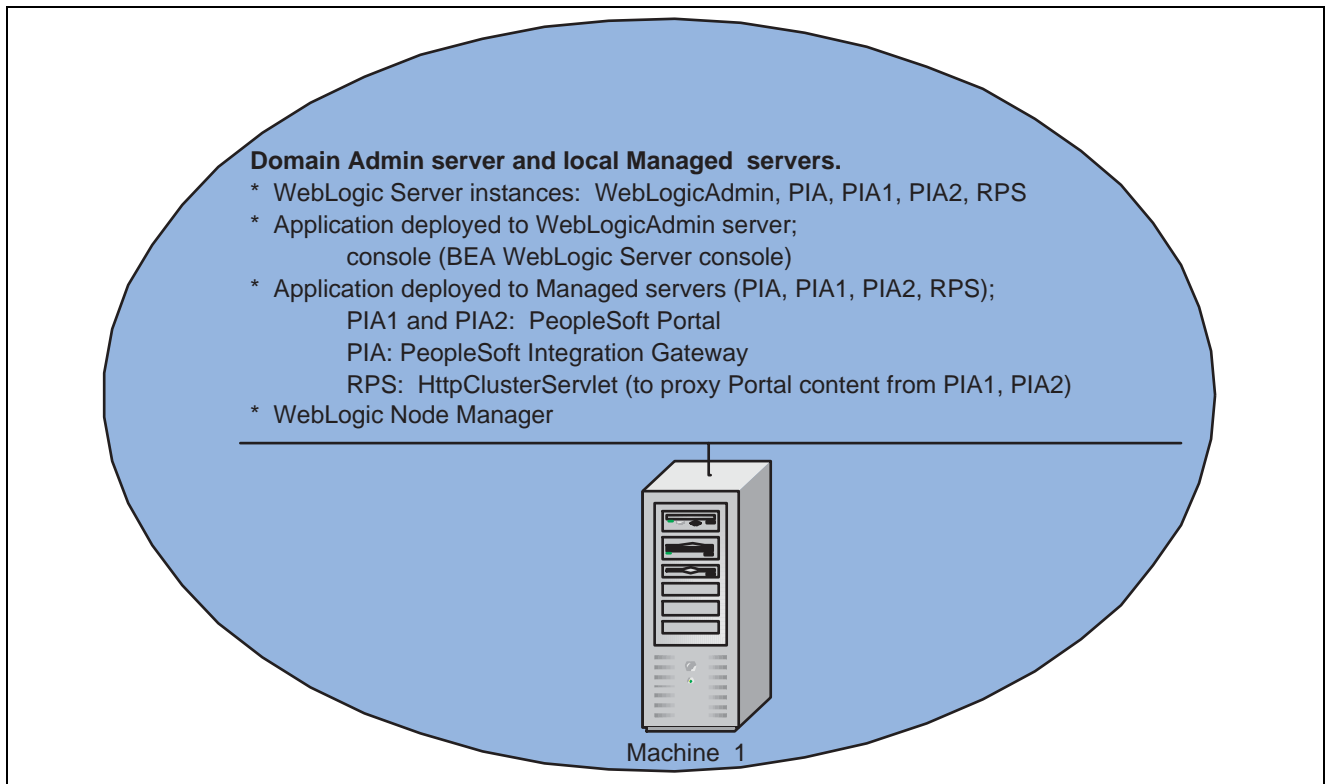 Domain Admin server and local Managed servers.
* WebLogic Server instances: WebLogicAdmin, PIA, PIA1, PIA2, RPS
* Application deployed to WebLogicAdmin server;
console (BEA WebLogic Server console)
* Application deployed to Managed servers (PIA, PIA1, PIA2, RPS);
PIA1 and PIA2: PeopleSoft Portal
PIA: PeopleSoft Integration Gateway
RPS: HttpClusterServlet (to proxy Portal content from PIA1, PIA2)
* WebLogic Node Manager
Machine 1